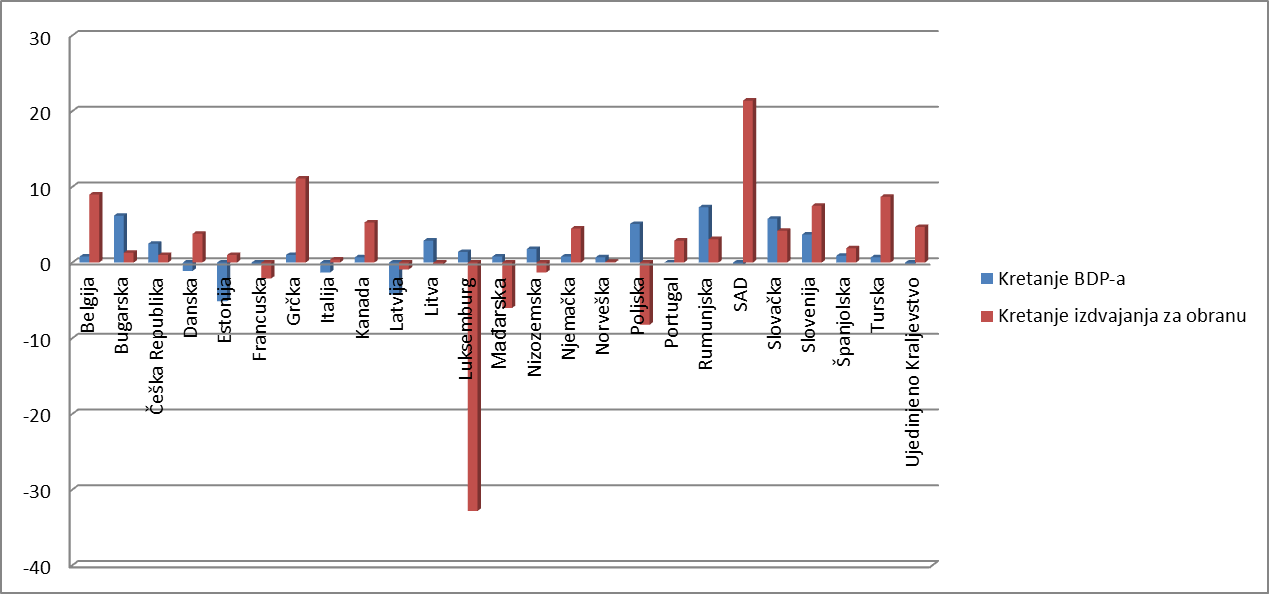 30
20
10
0
-10
-20
-30
-40
Belgija
Bugarska
Češka Republika
Danska
Estonija
Francuska
Grčka
Italija
Kanada
Latvija
Litva
Luksemburg
Mađarska
Nizozemska
Njemačka
Norveška
Poljska
Portugal
Rumunjska
SAD
Slovačka
Slovenija
Španjolska
Turska
Ujedinjeno Kraljevstvo
Kretanje BDP-a
Kretanje izdvajanja za obranu